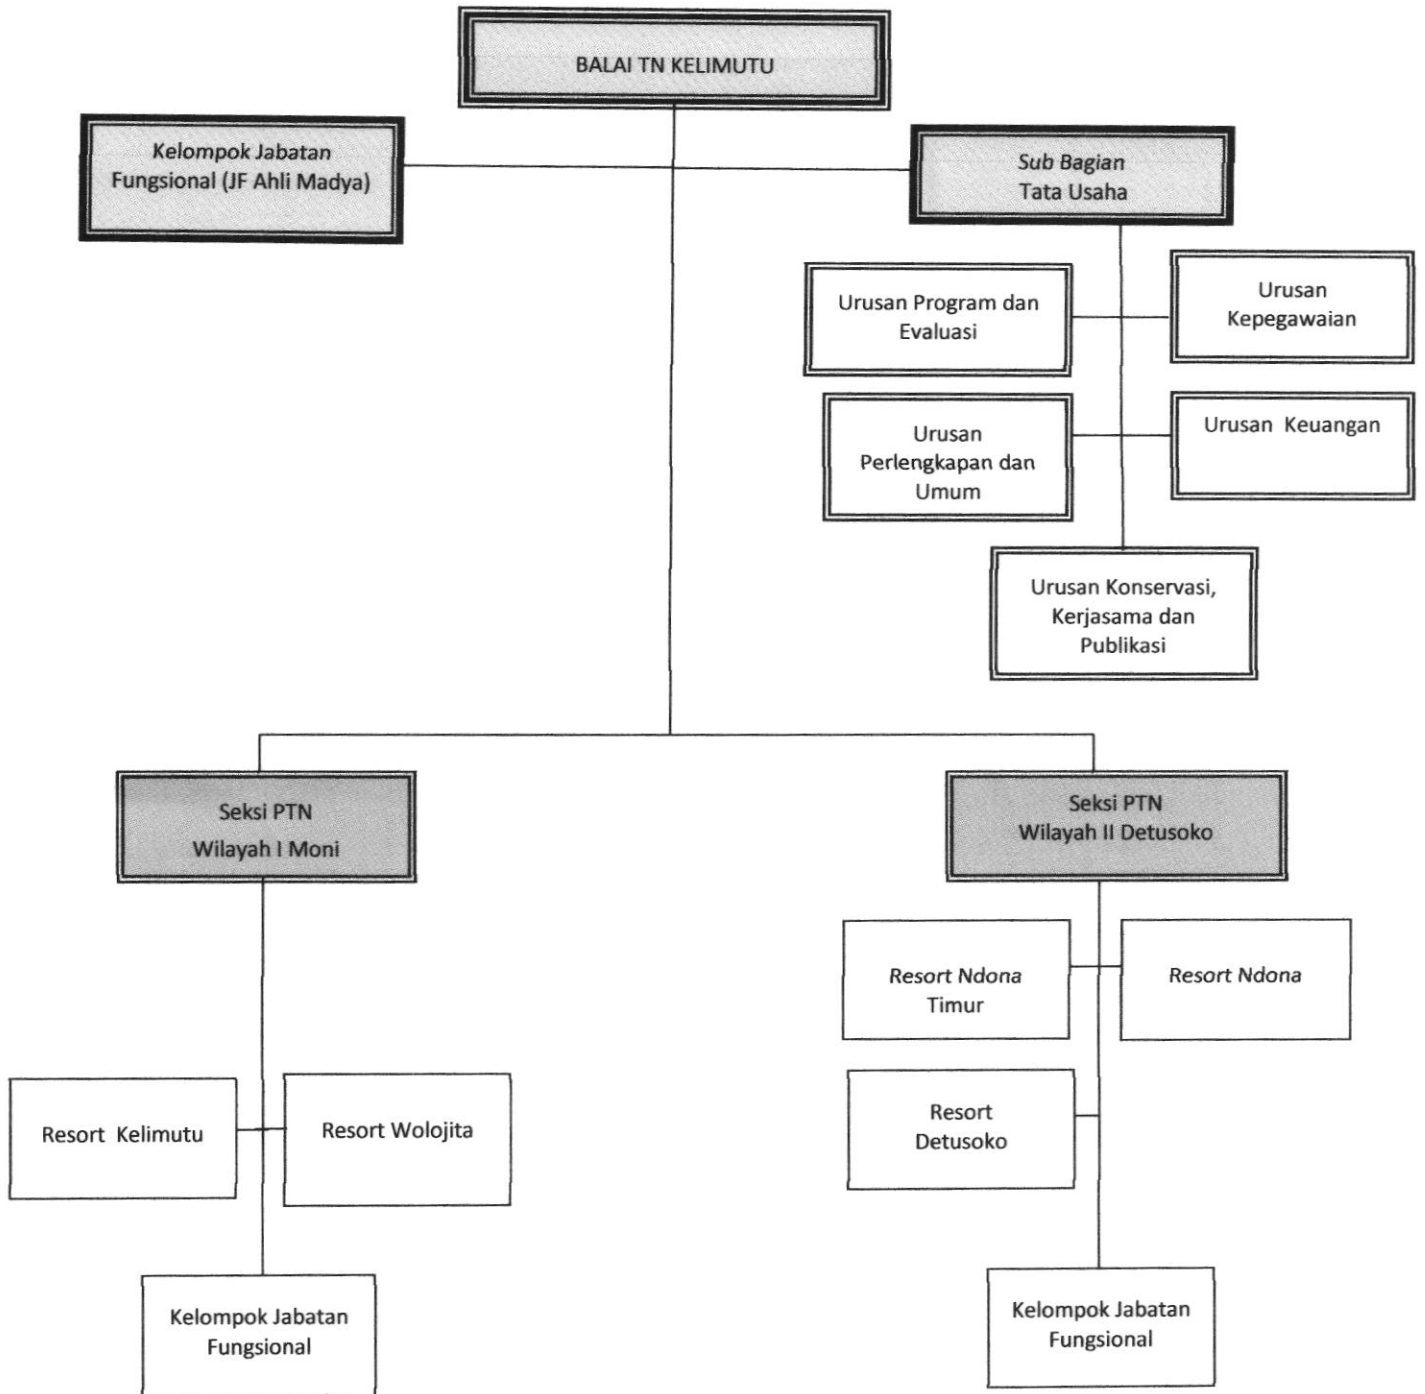 BALAI TN KELIMUTU
Kelompok Jabatan
Fungsional (JF Ahli Madya)
Sub Bagian
Tata Usaha
Urusan Program dan
Evaluasi
Urusan
Kepegawaian
Urusan
Perlengkapan dan
Umum
Urusan Keuangan
Urusan Konservasi,
Kerjasama dan
Publikasi
Seksi PTN
Wilayah I Moni
Seksi PTN
Wilayah II Detusoko
Resort Ndona
Timur
Resort Ndona
Resort Kelimutu
Resort Wolojita
Resort
Detusoko
Kelompok Jabatan
Fungsional
Kelompok Jabatan
Fungsional